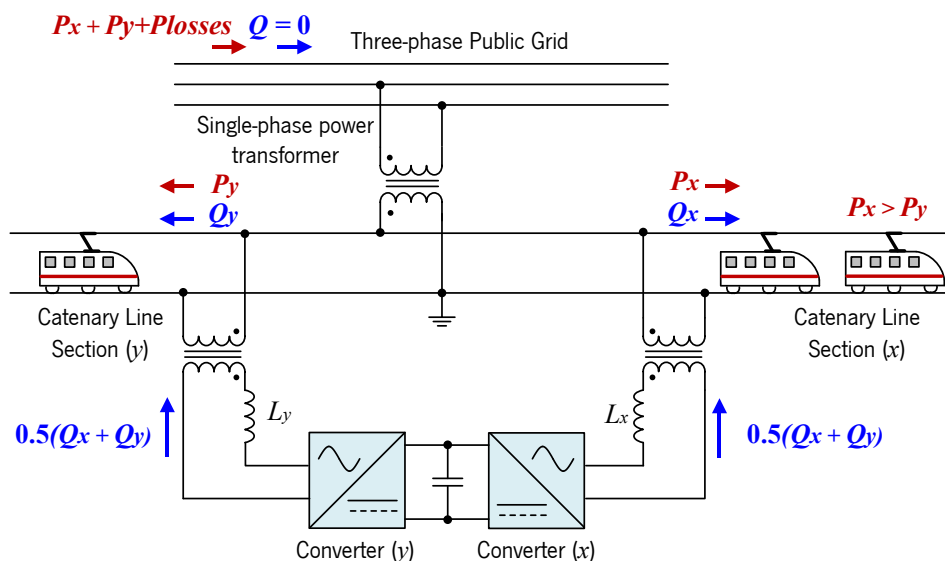 Px + Py+Plosses Q = 0
Three-phase Public Grid
Single-phase power
transformer
Py
Qy
Px
Qx
Px > Py
Catenary Line
Section (y)
Catenary Line
Section (x)
Ly
Lx
0.5(Qx + Qy)
0.5(Qx + Qy)
Converter (y)
Converter (x)